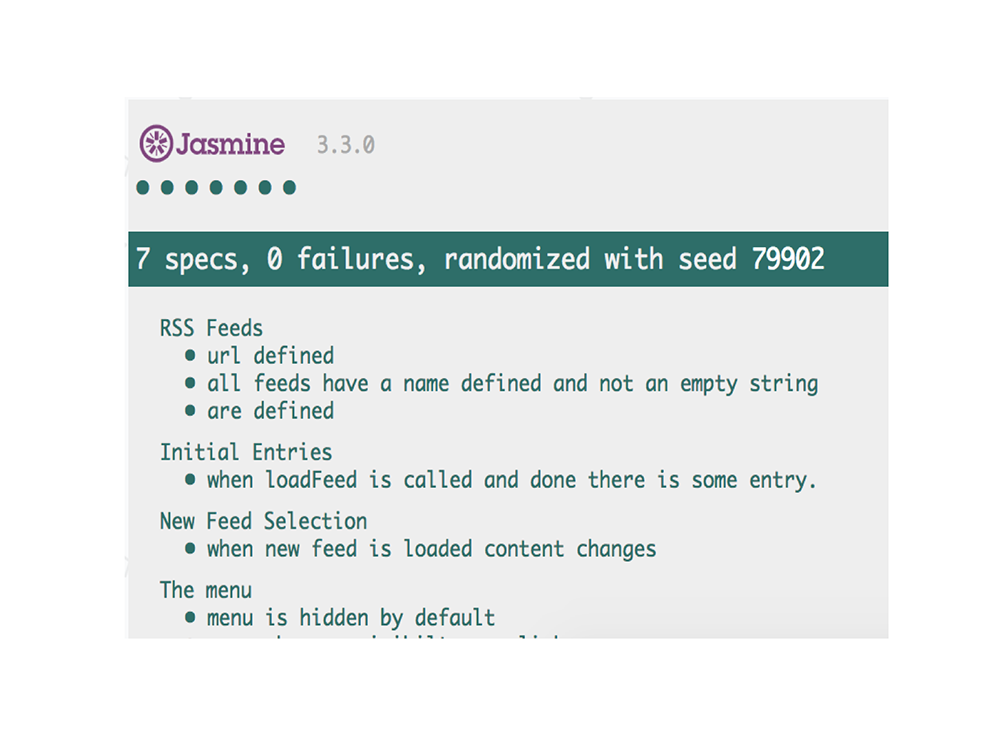 Jasmine 3.3.0
• • • • • • •
7 specs, 0 failures, randomized with seed 79902
RSS Feeds
• url defined
• all feeds have a name defined and not an empty string
• are defined
Initial Entries
• when loadFeed is called and done there is some entry.
New Feed Selection
• when new feed is loaded content changes
The menu
• menu is hidden by default